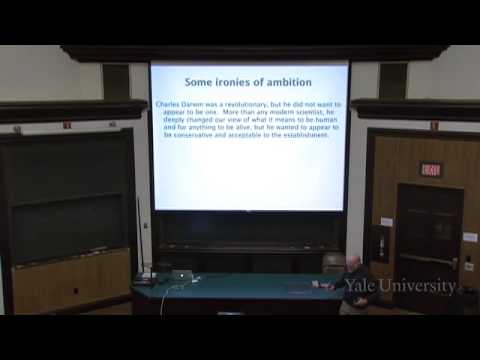 Some ironies of ambition
Charles Darwin was a revolutionary, but he did not want to
appear to be one. More than any modern scientist, he
deeply changed our view of what it means to be human
and for anything to be alive, but he wanted to appear to
be conservative and acceptable to the establishment.
EXIT
Yale University